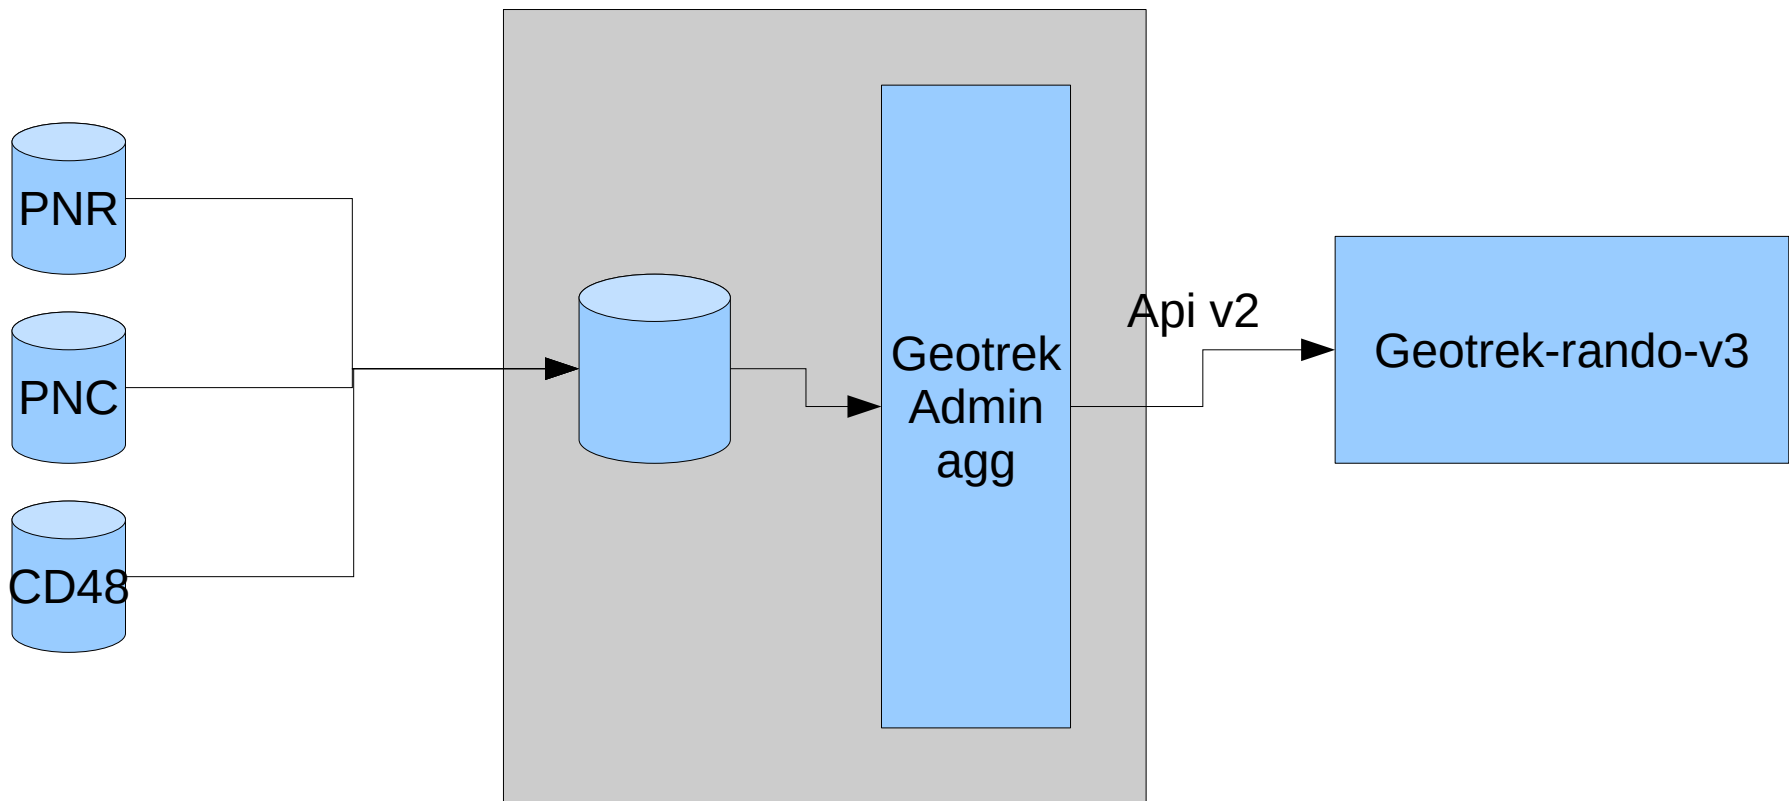 PNR
PNC
CD48
Geotrek
Admin
agg
Api v2
Geotrek-rando-v3